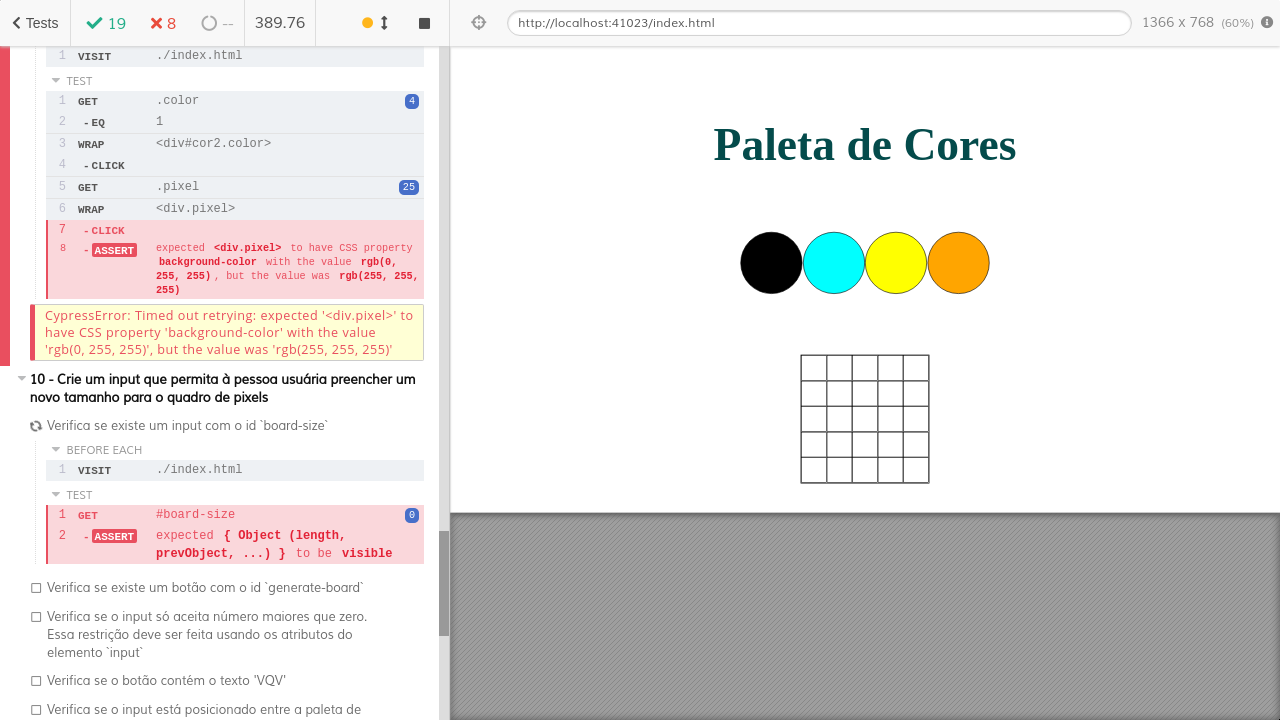 Tests 19 8 -- 389.76
http://localhost:41023/index.html 1366 x 768 (60%)
1 VISIT ./index.html
TEST
1 GET .color 4
2 - EQ 1
3 WRAP <div#cor2.color>
4 - CLICK
5 GET .pixel 25
6 WRAP <div.pixel>
7 - CLICK
8 - ASSERT expected <div.pixel> to have CSS property
background-color with the value rgb(0,
255, 255), but the value was rgb(255, 255,
255)
CypressError: Timed out retrying: expected '<div.pixel>' to
have CSS property 'background-color' with the value
'rgb(0, 255, 255)', but the value was 'rgb(255, 255, 255)'
10 - Crie um input que permita à pessoa usuária preencher um
novo tamanho para o quadro de pixels
Verifica se existe um input com o id `board-size`
BEFORE EACH
1 VISIT ./index.html
TEST
1 GET #board-size 0
2 - ASSERT expected { Object (length,
prevObject, ...) } to be visible
Verifica se existe um botão com o id `generate-board`
Verifica se o input só aceita número maiores que zero.
Essa restrição deve ser feita usando os atributos do
elemento `input`
Verifica se o botão contém o texto 'VQV'
Verifica se o input está posicionado entre a paleta de
Paleta de Cores